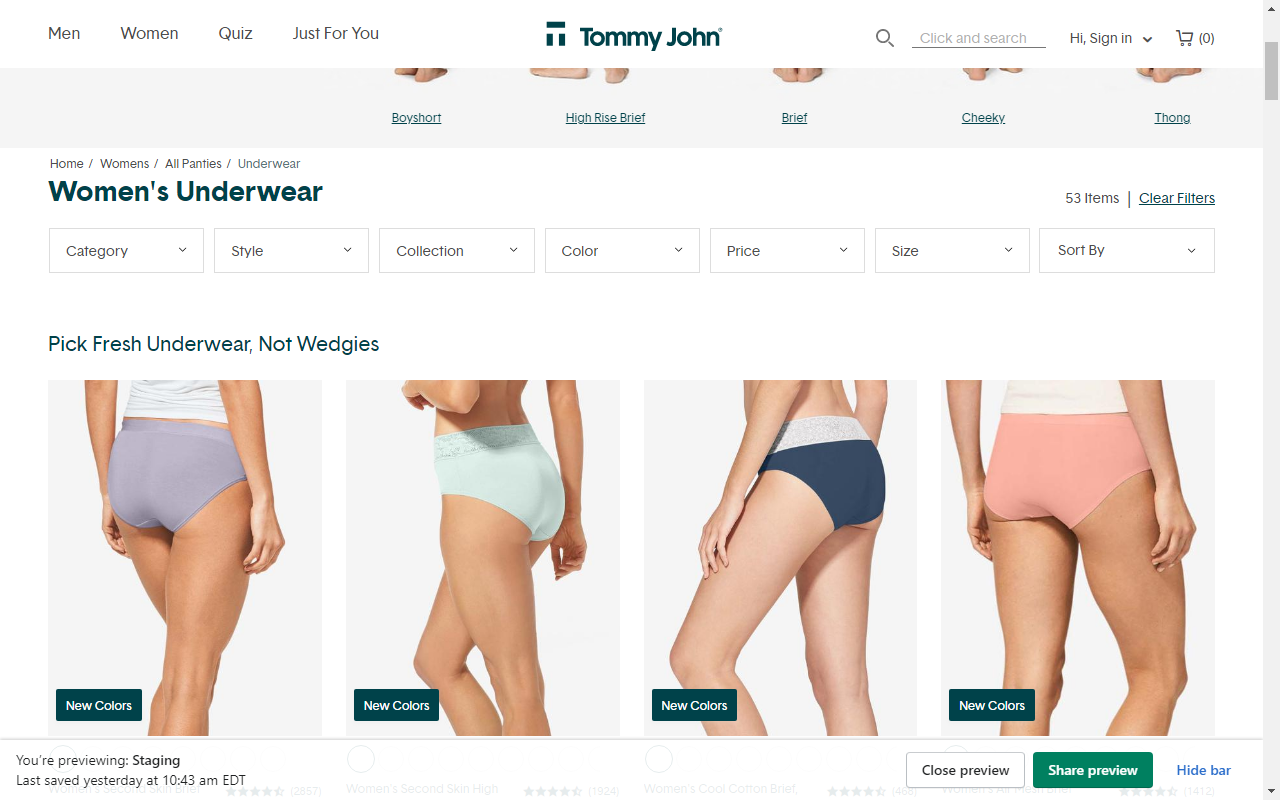 Men Women Quiz Just For You
Tommy John
Click and search
Hi, Sign in
(0)
Boyshort
High Rise Brief
Brief
Cheeky
Thong
Home / Womens / All Panties / Underwear
Women's Underwear
53 Items | Clear Filters
Category
Style
Collection
Color
Price
Size
Sort By
Pick Fresh Underwear, Not Wedgies
New Colors
New Colors
New Colors
New Colors
You're previewing: Staging
Last saved yesterday at 10:43 am EDT
Close preview
Share preview
Hide bar
Women's Second Skin Brief (2857)
Women's Second Skin High (1924)
Women's Cool Cotton Brief, (468)
Women's Air Mesh Brief (1412)